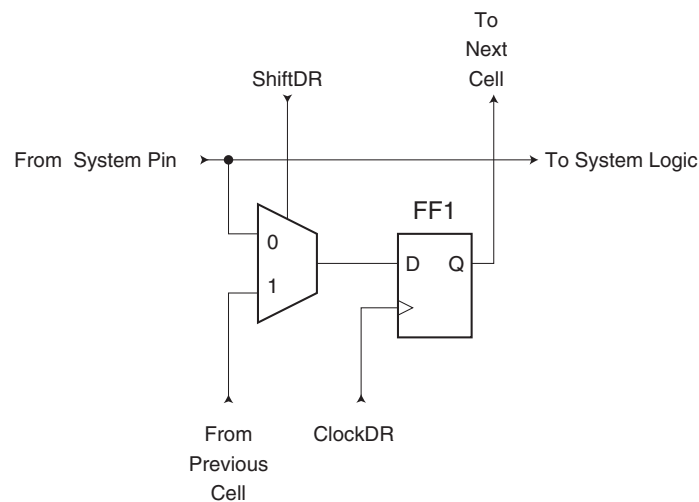 To
Next
Cell
ShiftDR
From System Pin
To System Logic
FF1
0
D Q
1
From
Previous
Cell
ClockDR